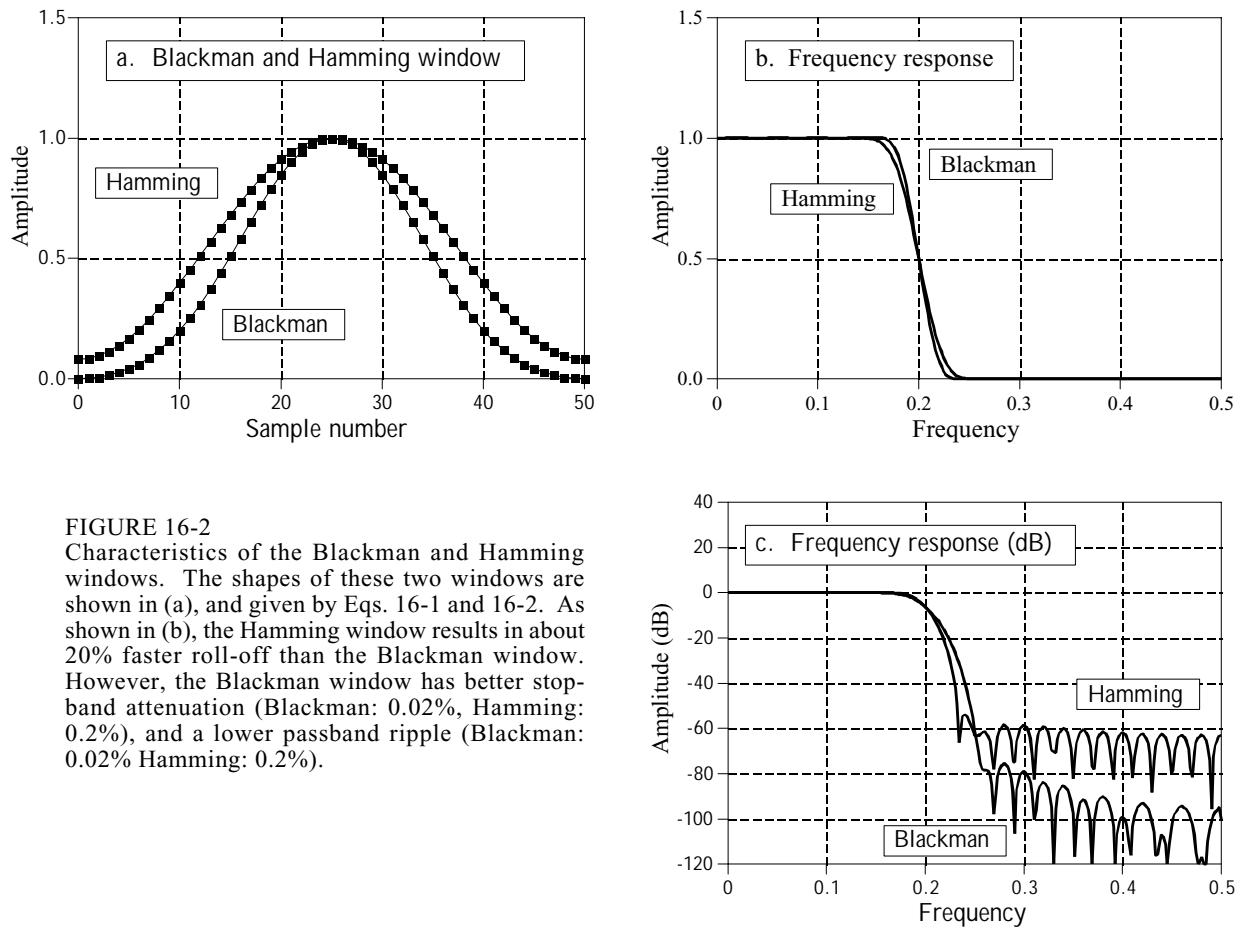 a. Blackman and Hamming window
Amplitude
1.5
1.0
0.5
0.0
Hamming
Blackman
0 10 20 30 40 50
Sample number
b. Frequency response
Amplitude
1.5
1.0
0.5
0.0
Blackman
Hamming
0 0.1 0.2 0.3 0.4 0.5
Frequency
FIGURE 16-2
Characteristics of the Blackman and Hamming
windows. The shapes of these two windows are
shown in (a), and given by Eqs. 16-1 and 16-2. As
shown in (b), the Hamming window results in about
20% faster roll-off than the Blackman window.
However, the Blackman window has better stop-
band attenuation (Blackman: 0.02%, Hamming:
0.2%), and a lower passband ripple (Blackman:
0.02% Hamming: 0.2%).
c. Frequency response (dB)
Amplitude (dB)
40
20
0
-20
-40
-60
-80
-100
-120
Hamming
Blackman
0 0.1 0.2 0.3 0.4 0.5
Frequency